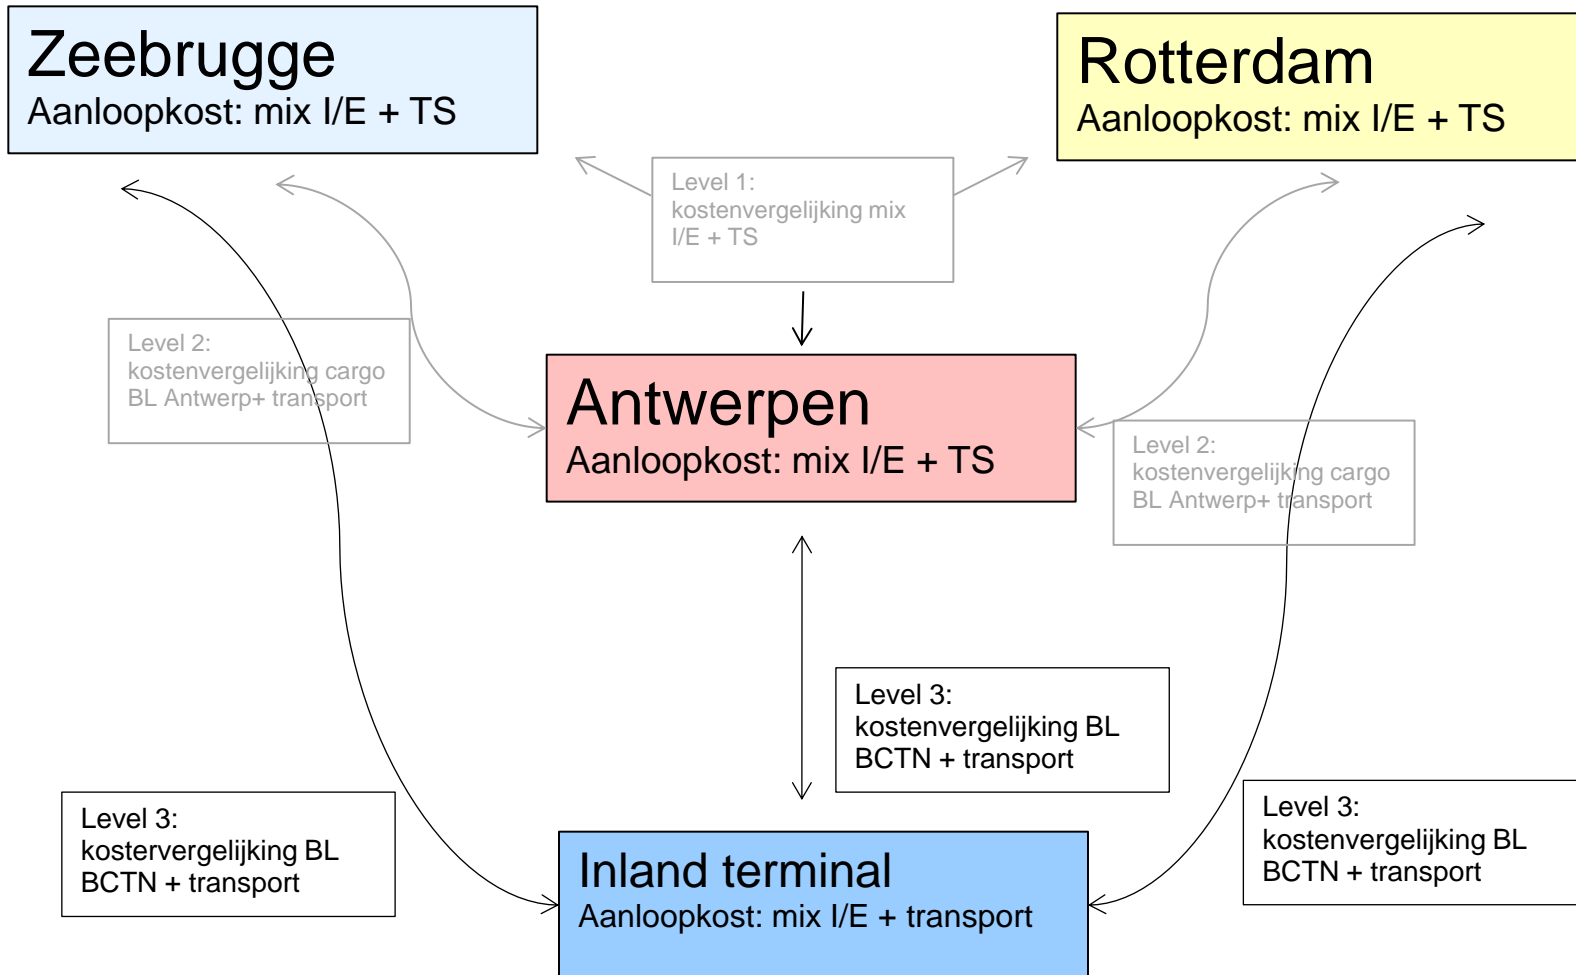 Zeebrugge
Aanloopkost: mix I/E + TS
Rotterdam
Aanloopkost: mix I/E + TS
Level 1:
kostenvergelijking mix
I/E + TS
Level 2:
kostenvergelijking cargo
BL Antwerp+ transport
Antwerpen
Aanloopkost: mix I/E + TS
Level 2:
kostenvergelijking cargo
BL Antwerp+ transport
Level 3:
kostenvergelijking BL
BCTN + transport
Level 3:
kostervergelijking BL
BCTN + transport
Level 3:
kostenvergelijking BL
BCTN + transport
Inland terminal
Aanloopkost: mix I/E + transport